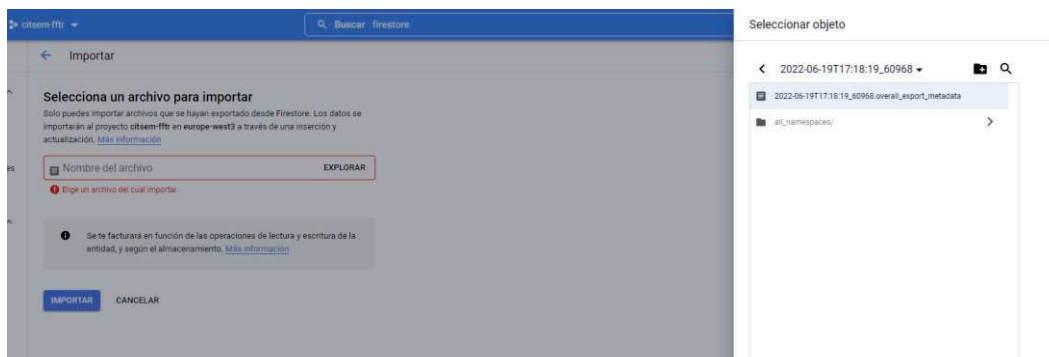 citsem-fftr
Buscar firestore
Importar
Selecciona un archivo para importar
Solo puedes importar archivos que se hayan exportado desde Firestore. Los datos se
importarán al proyecto citsem-fftr en europe-west3 a través de una inserción y
actualización. Más información
es
Nombre del archivo EXPLORAR
Elige un archivo del cual importar.
Se te facturará en función de las operaciones de lectura y escritura de la
entidad, y según el almacenamiento. Más información
IMPORTAR CANCELAR
Seleccionar objeto
2022-06-19T17:18:19_60968
2022-06-19T17:18:19_60968.overall_export_metadata
all_namespaces/